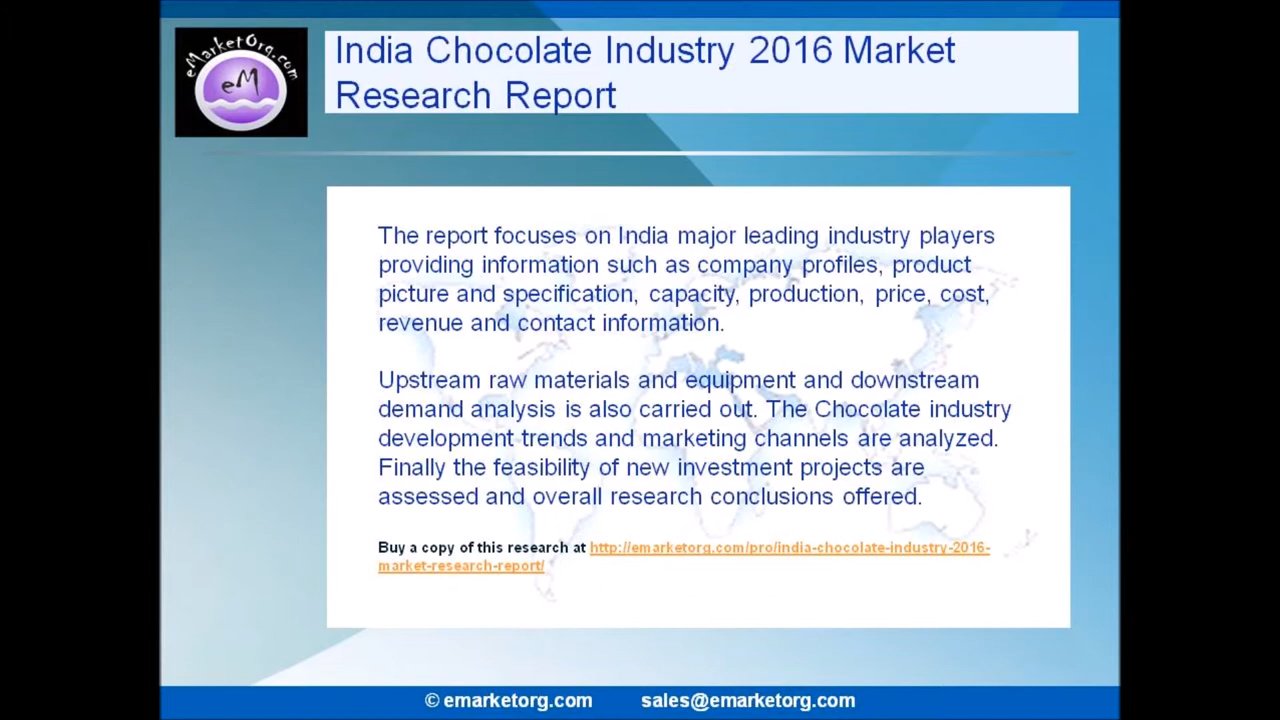 eMarketOrg.com
eM
India Chocolate Industry 2016 Market
Research Report
The report focuses on India major leading industry players
providing information such as company profiles, product
picture and specification, capacity, production, price, cost,
revenue and contact information.
Upstream raw materials and equipment and downstream
demand analysis is also carried out. The Chocolate industry
development trends and marketing channels are analyzed.
Finally the feasibility of new investment projects are
assessed and overall research conclusions offered.
Buy a copy of this research at http://emarketorg.com/pro/india-chocolate-industry-2016-
market-research-report/
© emarketorg.com sales@emarketorg.com